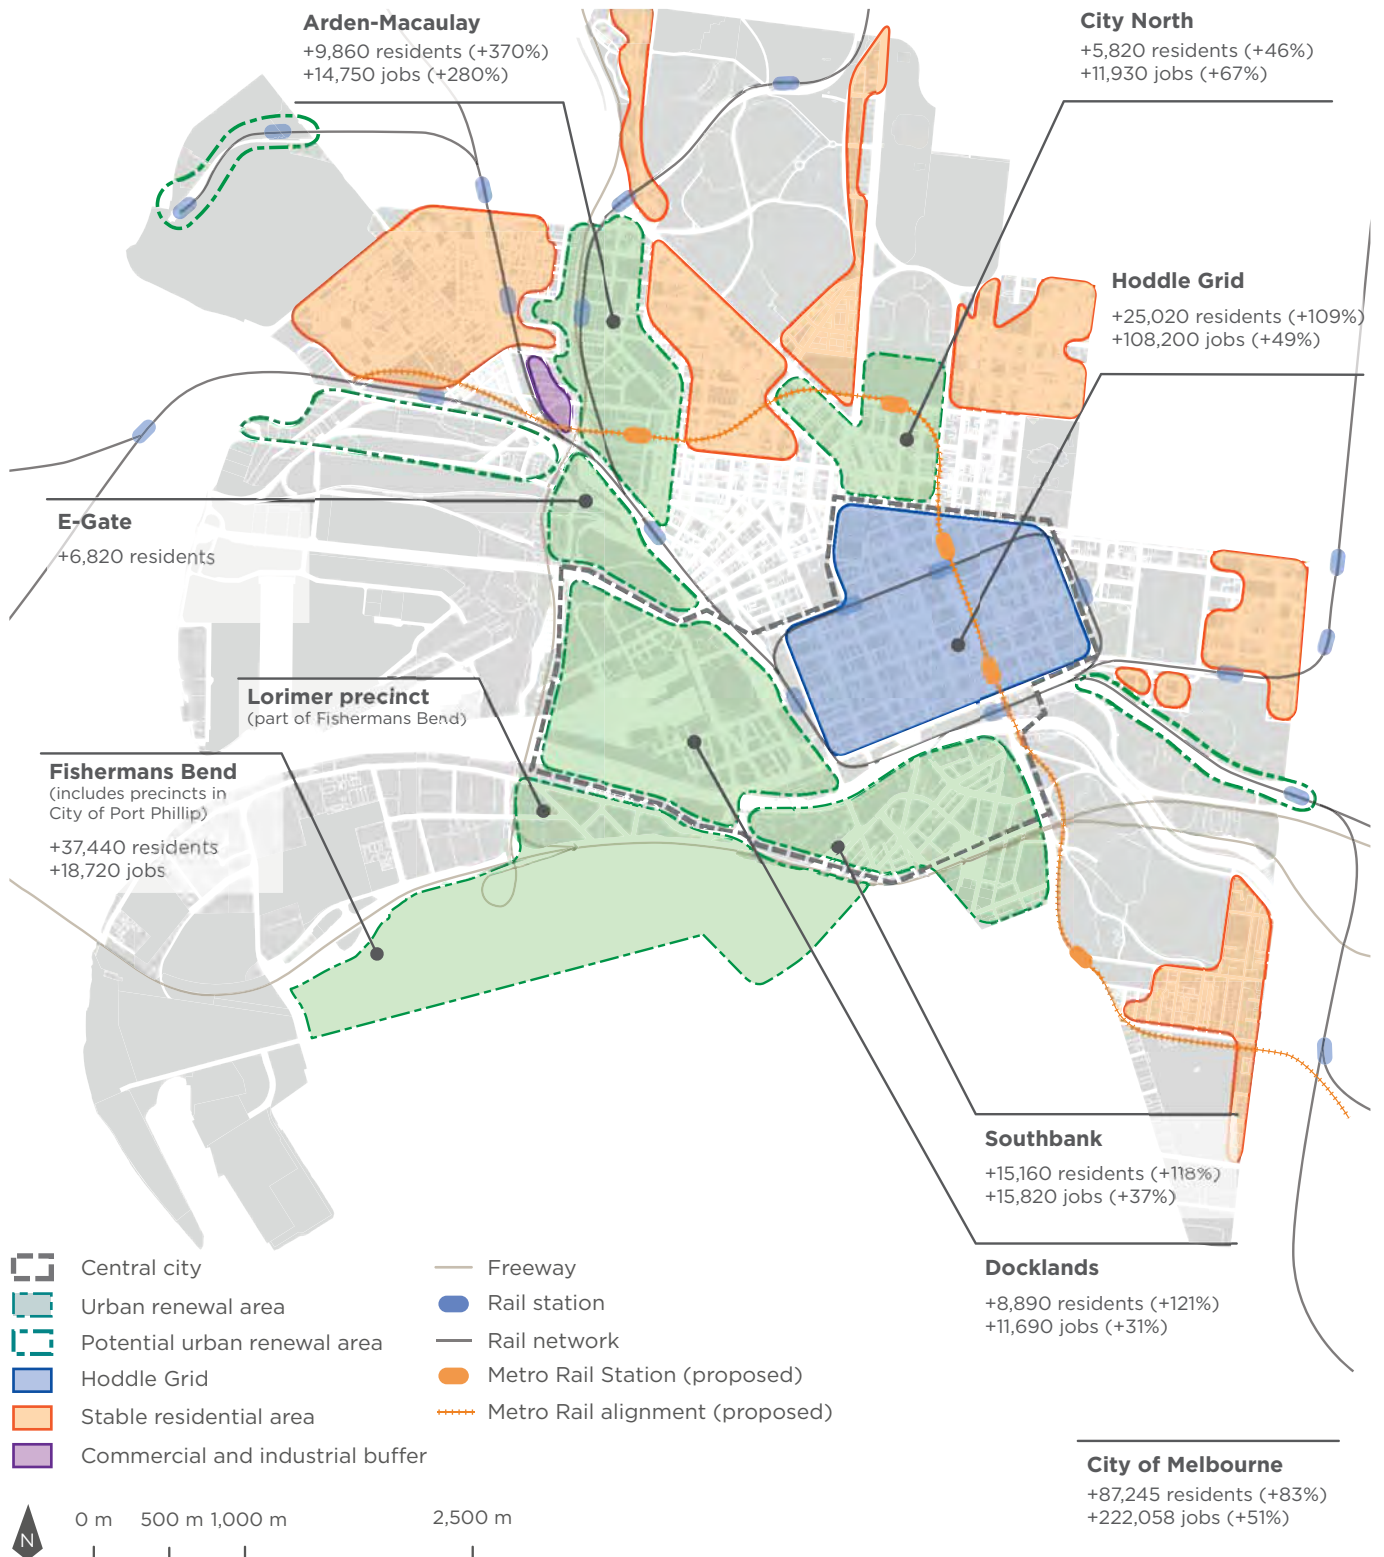 Arden-Macaulay
+9,860 residents (+370%)
+14,750 jobs (+280%)
City North
+5,820 residents (+46%)
+11,930 jobs (+67%)
Hoddle Grid
+25,020 residents (+109%)
+108,200 jobs (+49%)
E-Gate
+6,820 residents
Lorimer precinct
(part of Fishermans Bend)
Fishermans Bend
(includes precincts in
City of Port Phillip)
+37,440 residents
+18,720 jobs
Southbank
+15,160 residents (+118%)
+15,820 jobs (+37%)
Docklands
+8,890 residents (+121%)
+11,690 jobs (+31%)
Central city
Urban renewal area
Potential urban renewal area
Hoddle Grid
Stable residential area
Commercial and industrial buffer
Freeway
Rail station
Rail network
Metro Rail Station (proposed)
Metro Rail alignment (proposed)
City of Melbourne
+87,245 residents (+83%)
+222,058 jobs (+51%)
N
0 m 500 m 1,000 m 2,500 m